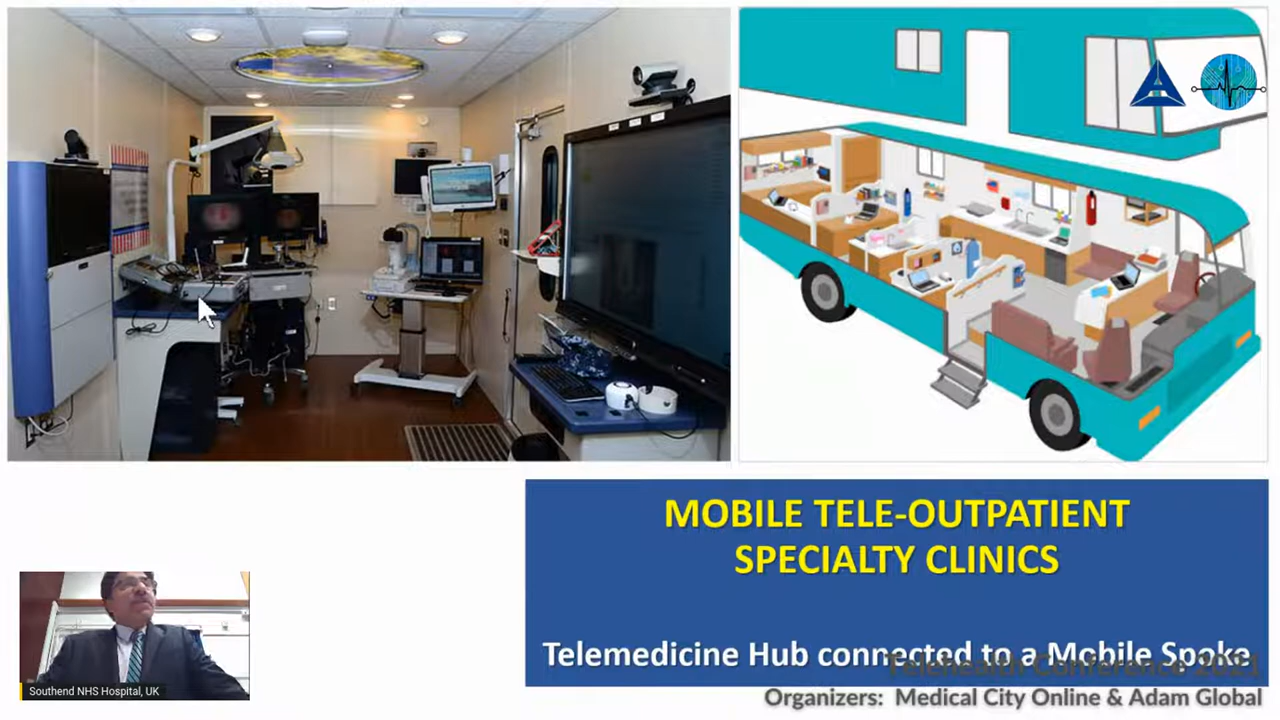 MOBILE TELE-OUTPATIENT
SPECIALTY CLINICS
Telemedicine Hub connected to a Mobile Spoke
Telehealth Conference 2021
Organizers: Medical City Online & Adam Global
Southend NHS Hospital, UK